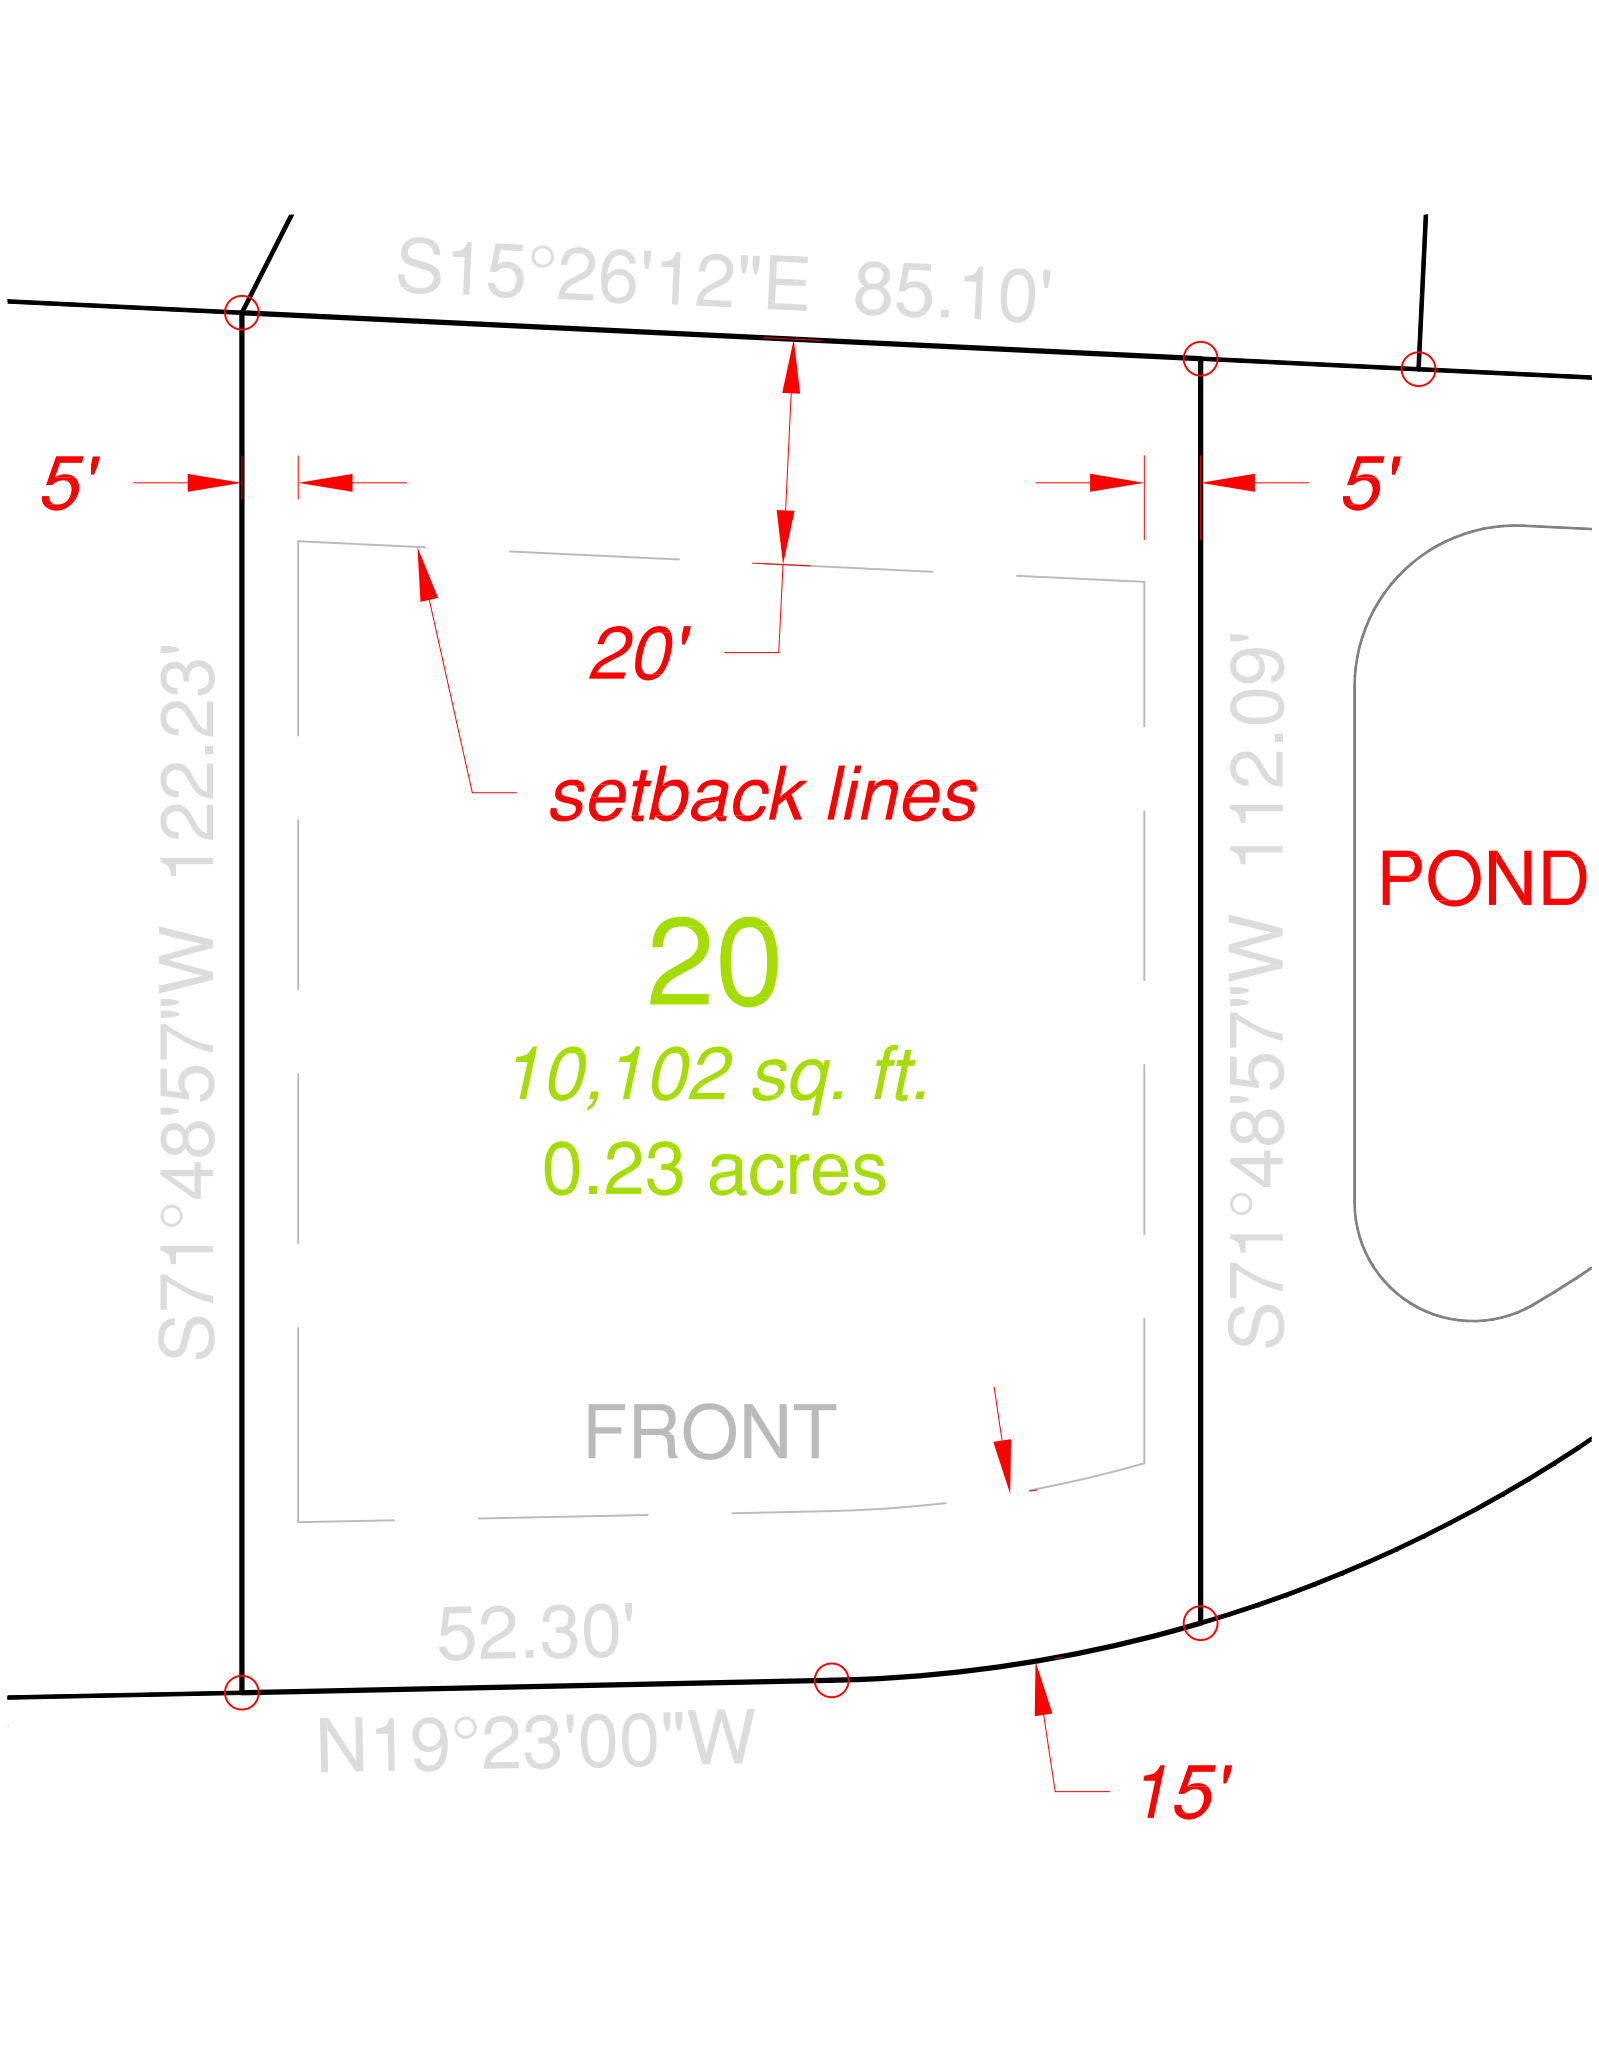 S15°26'12"E 85.10'
5'
5'
20'
S71°48'57"W 122.23'
S71°48'57"W 112.09'
setback lines
POND
20
10,102 sq. ft.
0.23 acres
FRONT
52.30'
N19°23'00"W
15'